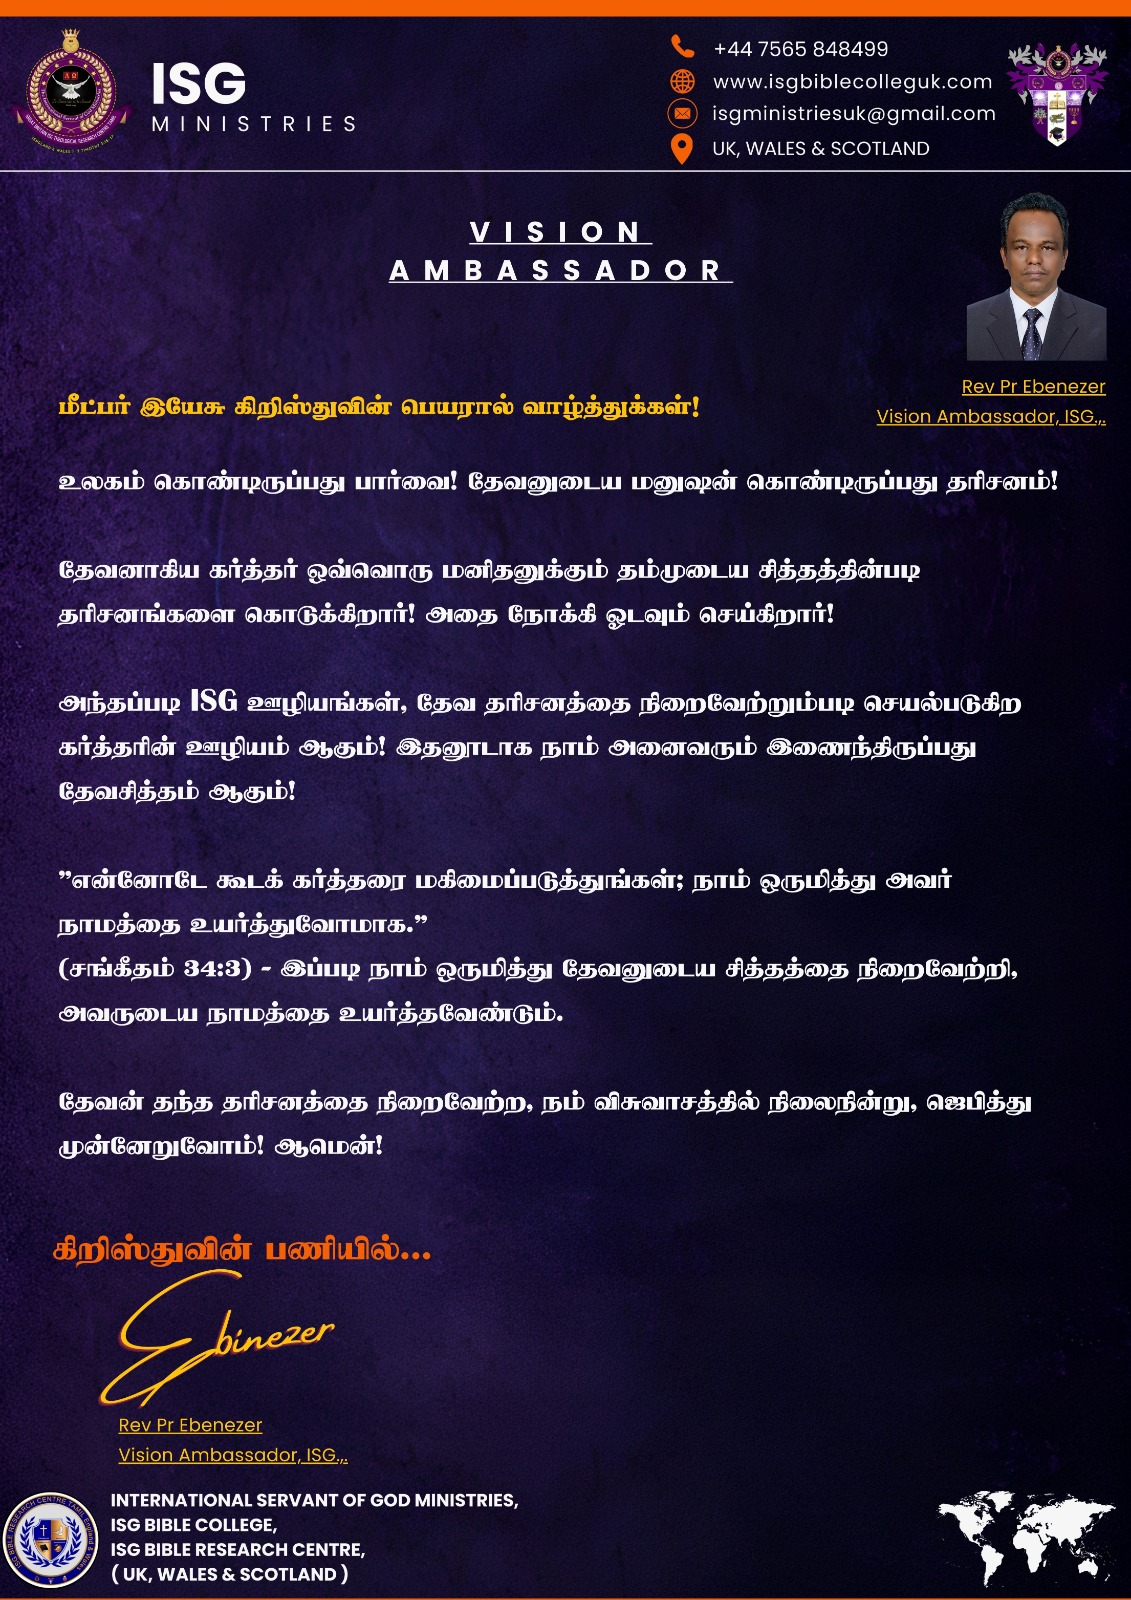 ISG
MINISTRIES
+44 7565 848499
www.isgbiblecolleguk.com
isgministriesuk@gmail.com
UK, WALES & SCOTLAND
VISION
AMBASSADOR
Rev Pr Ebenezer
Vision Ambassador, ISG.,.
மீட்பர் இயேசு கிறிஸ்துவின் பெயரால் வாழ்த்துக்கள்!
உலகம் கொண்டிருப்பது பார்வை! தேவனுடைய மனுஷன் கொண்டிருப்பது தரிசனம்!
தேவனாகிய கர்த்தர் ஒவ்வொரு மனிதனுக்கும் தம்முடைய சித்தத்தின்படி
தரிசனங்களை கொடுக்கிறார்! அதை நோக்கி ஓடவும் செய்கிறார்!
அந்தப்படி ISG ஊழியங்கள், தேவ தரிசனத்தை நிறைவேற்றும்படி செயல்படுகிற
கர்த்தரின் ஊழியம் ஆகும்! இதனூடாக நாம் அனைவரும் இணைந்திருப்பது
தேவசித்தம் ஆகும்!
”என்னோடே கூடக் கர்த்தரை மகிமைப்படுத்துங்கள்; நாம் ஒருமித்து அவர்
நாமத்தை உயர்த்துவோமாக.”
(சங்கீதம் 34:3) - இப்படி நாம் ஒருமித்து தேவனுடைய சித்தத்தை நிறைவேற்றி,
அவருடைய நாமத்தை உயர்த்தவேண்டும்.
தேவன் தந்த தரிசனத்தை நிறைவேற்ற, நம் விசுவாசத்தில் நிலைநின்று, ஜெபித்து
முன்னேறுவோம்! ஆமென்!
கிறிஸ்துவின் பணியில்...
Ebinezer
Rev Pr Ebenezer
Vision Ambassador, ISG.,.
INTERNATIONAL SERVANT OF GOD MINISTRIES,
ISG BIBLE COLLEGE,
ISG BIBLE RESEARCH CENTRE,
( UK, WALES & SCOTLAND )